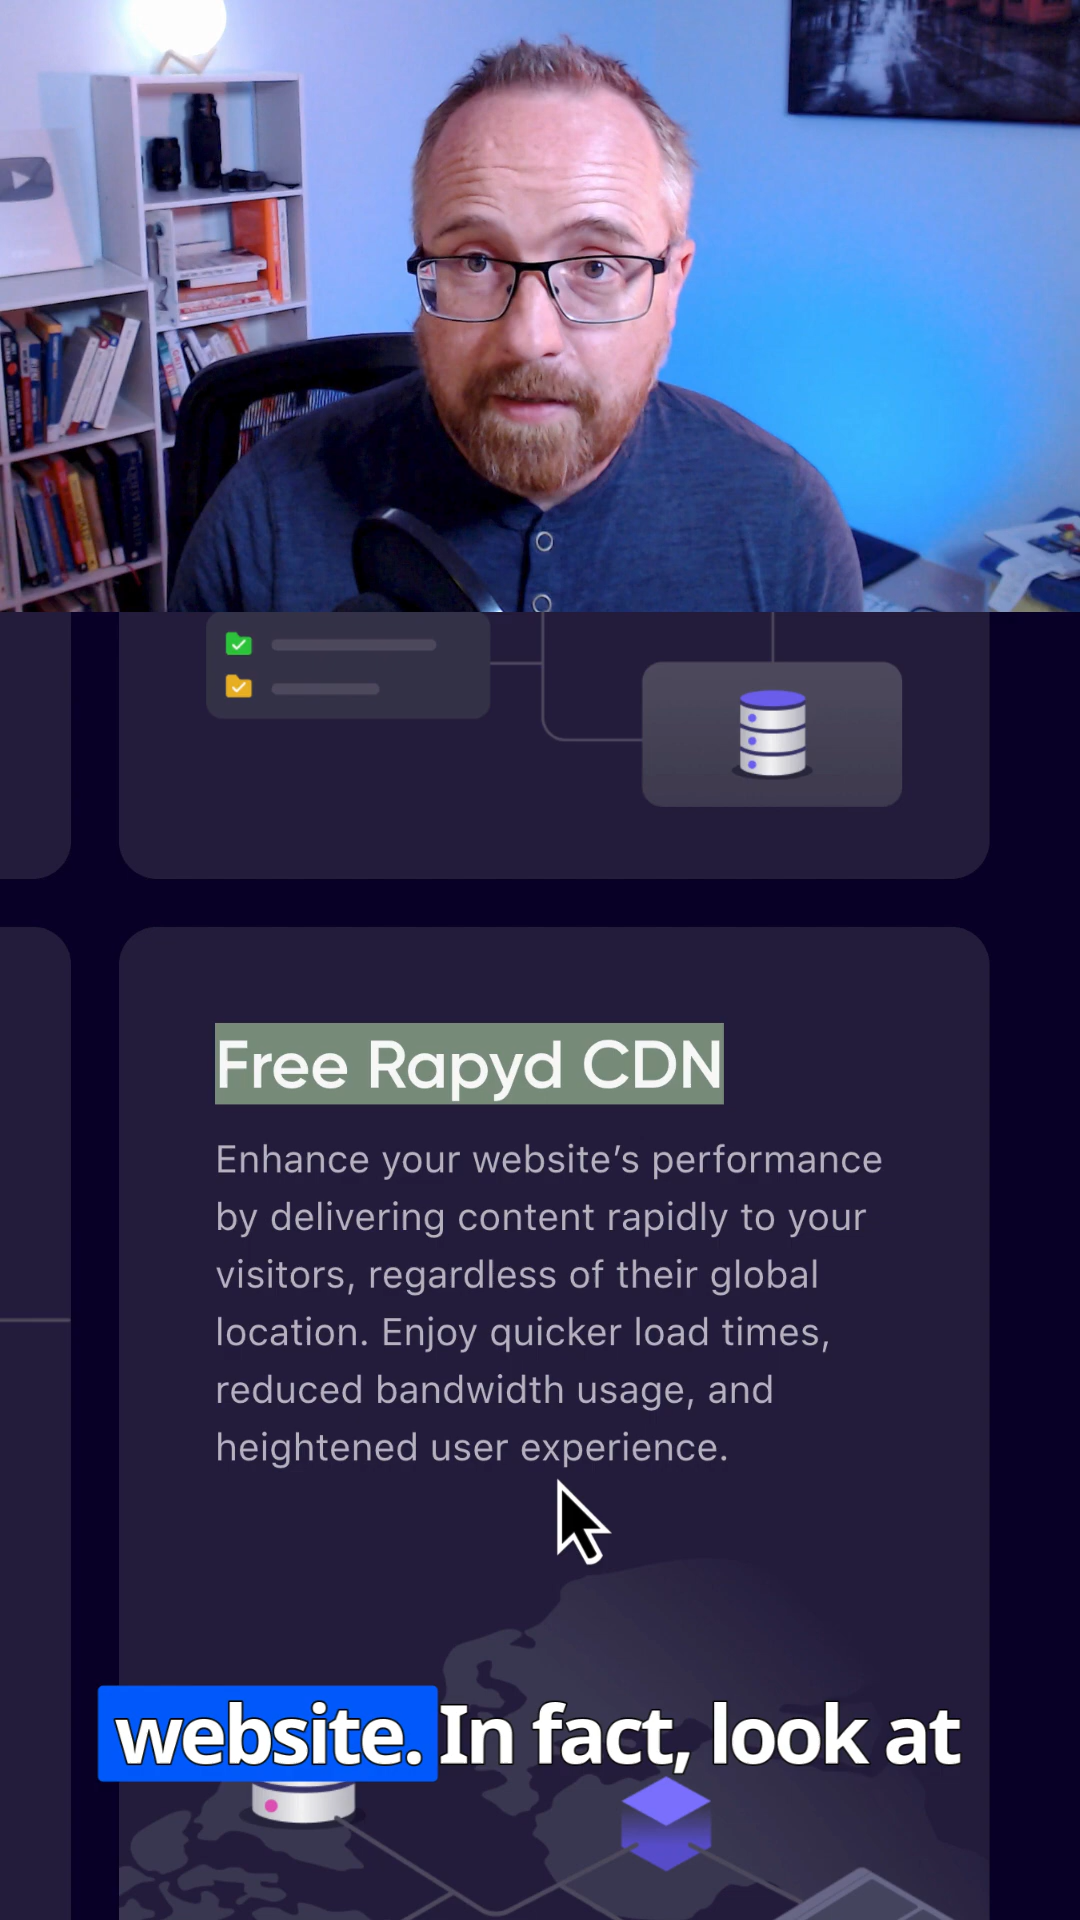 Free Rapyd CDN
Enhance your website’s performance
by delivering content rapidly to your
visitors, regardless of their global
location. Enjoy quicker load times,
reduced bandwidth usage, and
heightened user experience.
website. In fact, look at